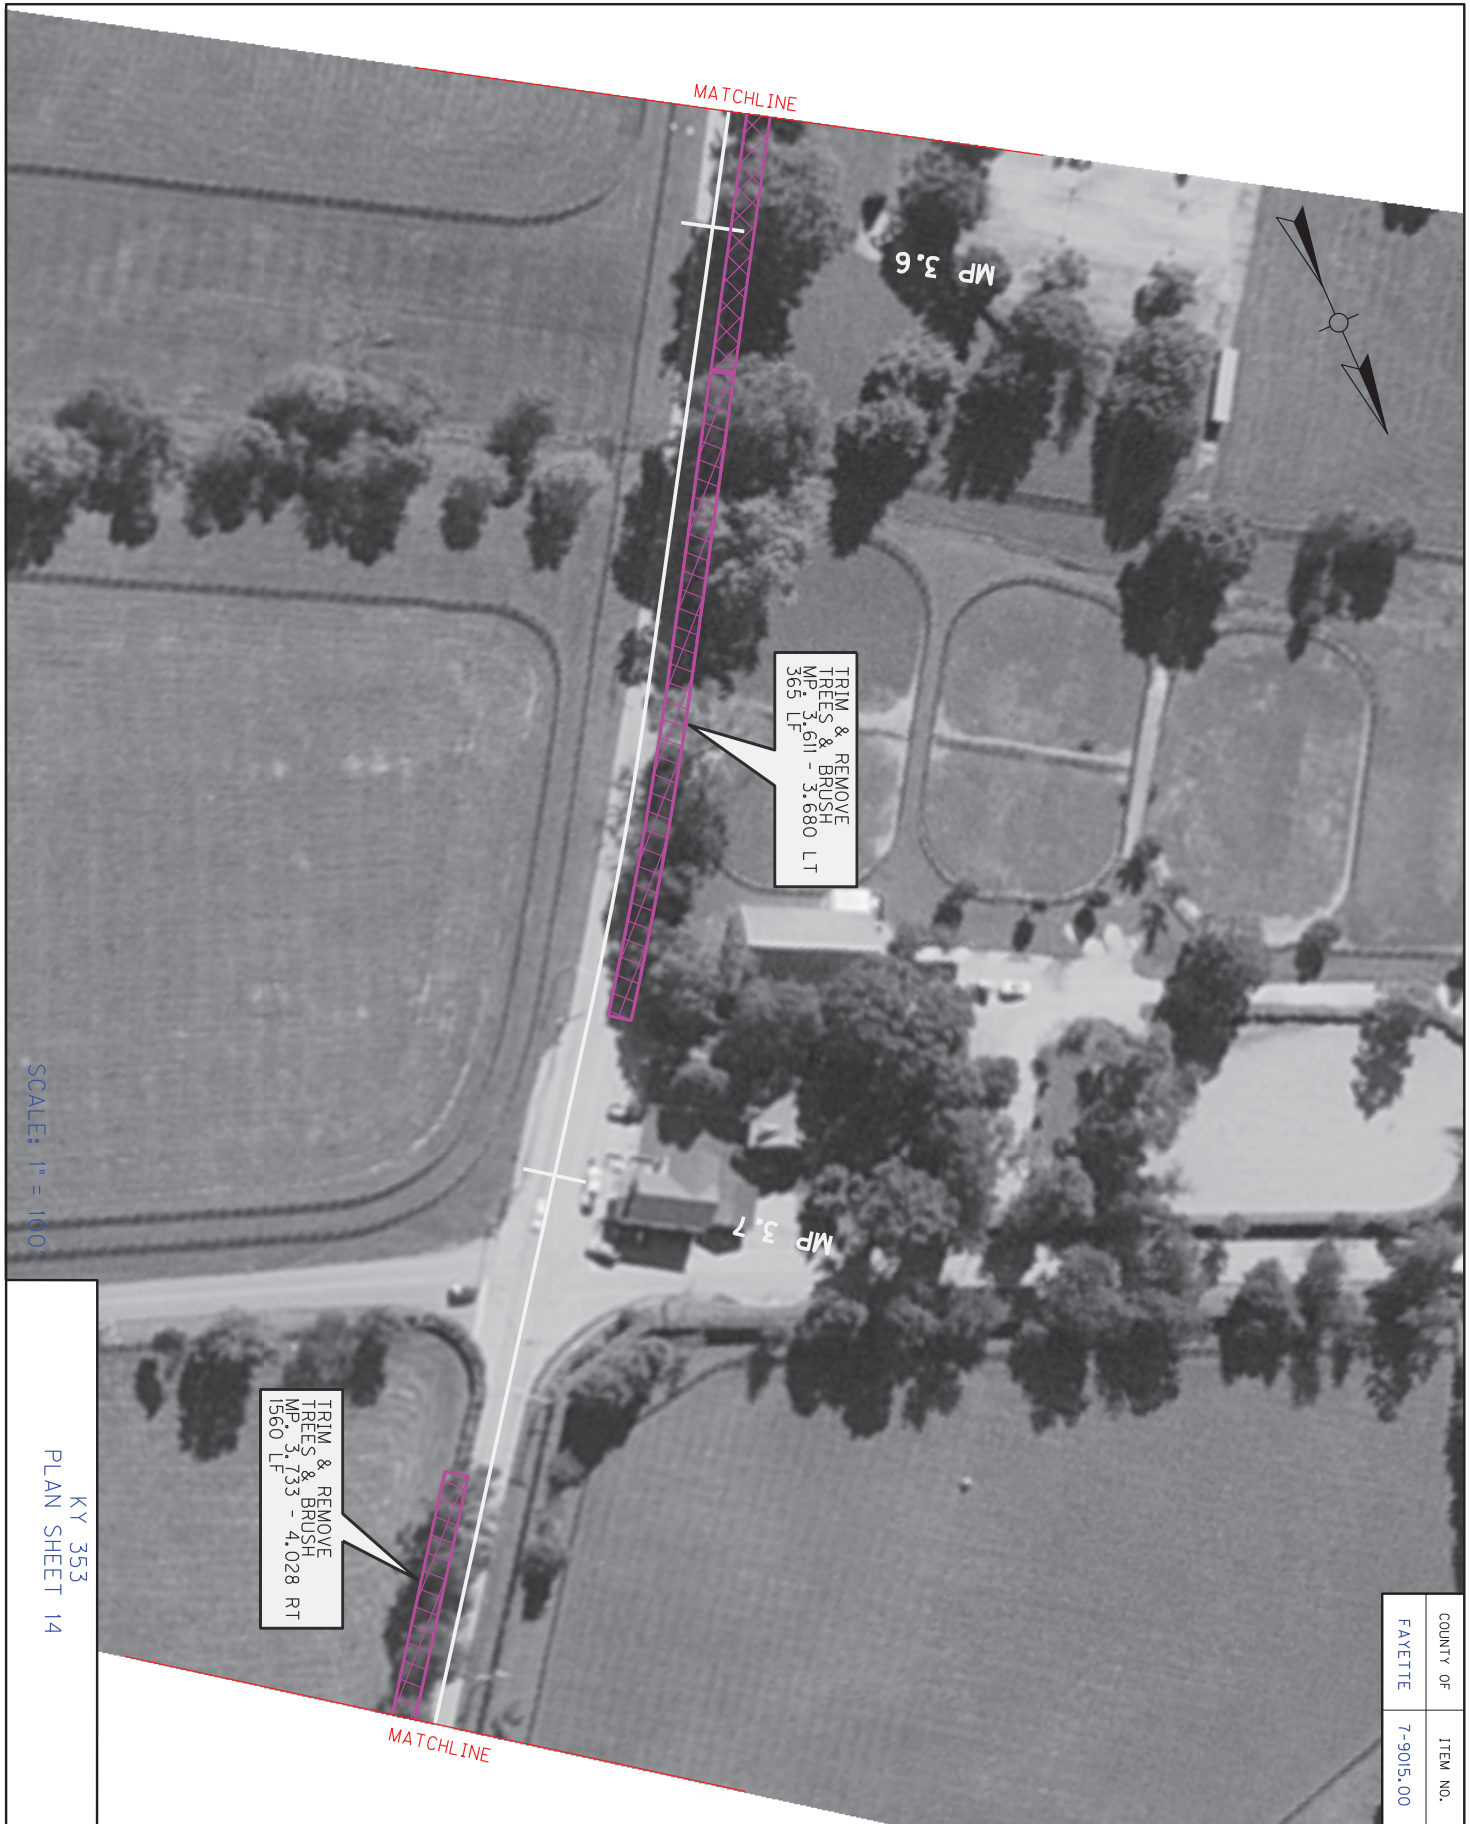 COUNTY OF
ITEM NO.
FAYETTE
7-9015.00
MATCHLINE
MP 3.6
TRIM & REMOVE
TREES & BRUSH
MP. 3.611 - 3.680 LT
365 LF
MP 3.7
TRIM & REMOVE
TREES & BRUSH
MP. 3.733 - 4.028 RT
1560 LF
MATCHLINE
SCALE: 1" = 100'
KY 353
PLAN SHEET 14